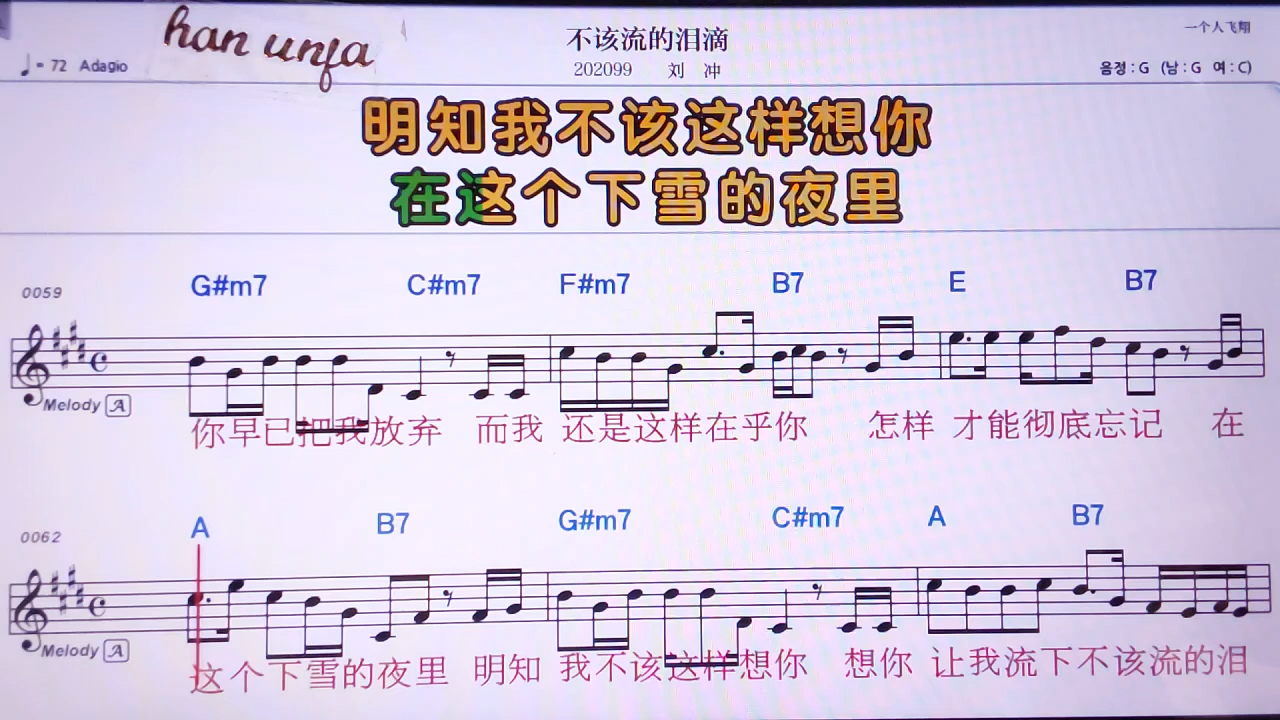 han unfa
不该流的泪滴
一个人飞翔
♩= 72 Adagio
202099 刘 冲
음정 : G (남 : G 여 : C)
明知我不该这样想你
在这个下雪的夜里
0059
G#m7 C#m7 F#m7 B7 E B7
Melody A
你早已把我放弃 而我 还是这样在乎你 怎样 才能彻底忘记 在
0062
A B7 G#m7 C#m7 A B7
Melody A
这个下雪的夜里 明知 我不该这样想你 想你 让我流下不该流的泪